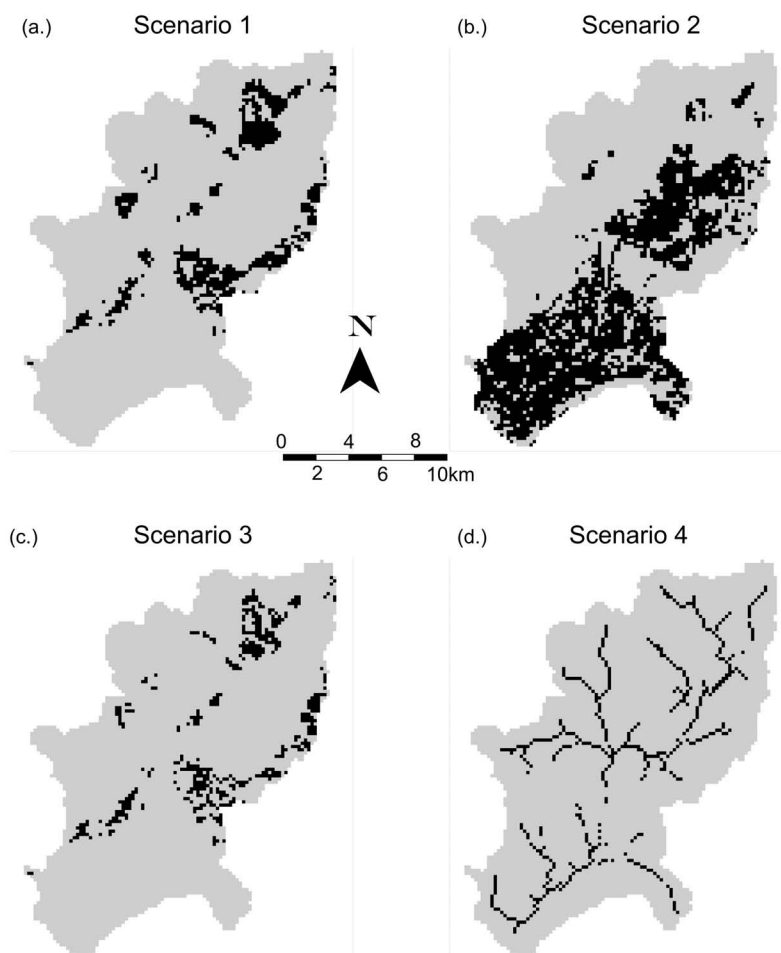 (a.) Scenario 1
(b.) Scenario 2
N
0 4 8
2 6 10km
(c.) Scenario 3
(d.) Scenario 4